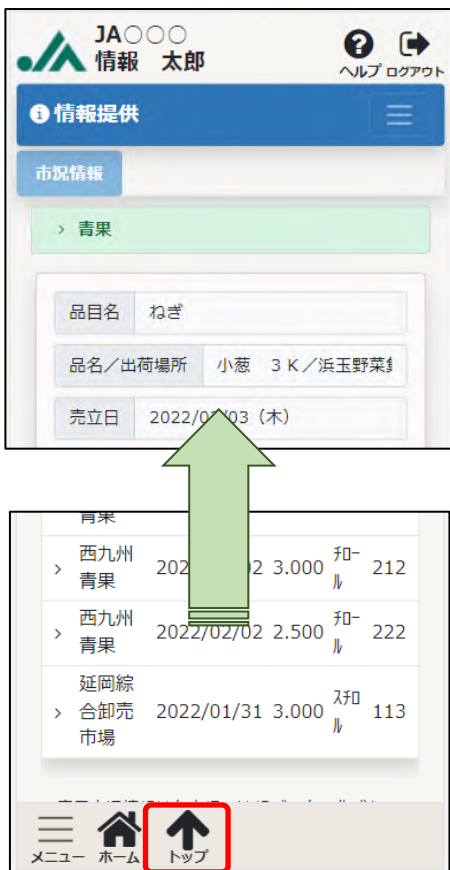 JA○○○
情報 太郎
ヘルプ ログアウト
情報提供
市況情報
> 青果
品目名 ねぎ
品名/出荷場所 小葱 3K/浜玉野菜集
売立日 2022/02/03(木)
青果
> 西九州青果 3.000 ﾁﾛｰﾙ 212
> 西九州青果 2022/02/02 2.500 ﾁﾛｰﾙ 222
> 延岡綜合卸売市場 2022/01/31 3.000 ｽﾁﾛﾙ 113
メニュー ホーム トップ